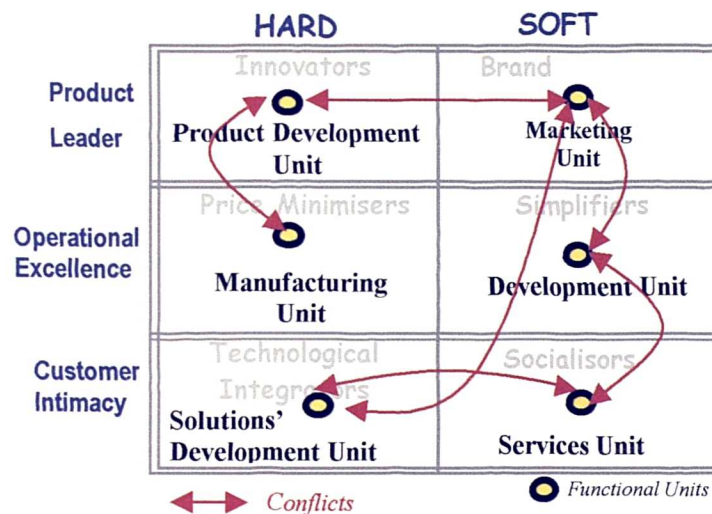 HARD SOFT
Product
Leader
Innovators
Brand
Product Development
Unit
Marketing
Unit
Operational
Excellence
Price Minimisers
Simplifiers
Manufacturing
Unit
Development Unit
Customer
Intimacy
Technological
Integrators
Socialisors
Solutions’
Development Unit
Services Unit
Conflicts
Functional Units